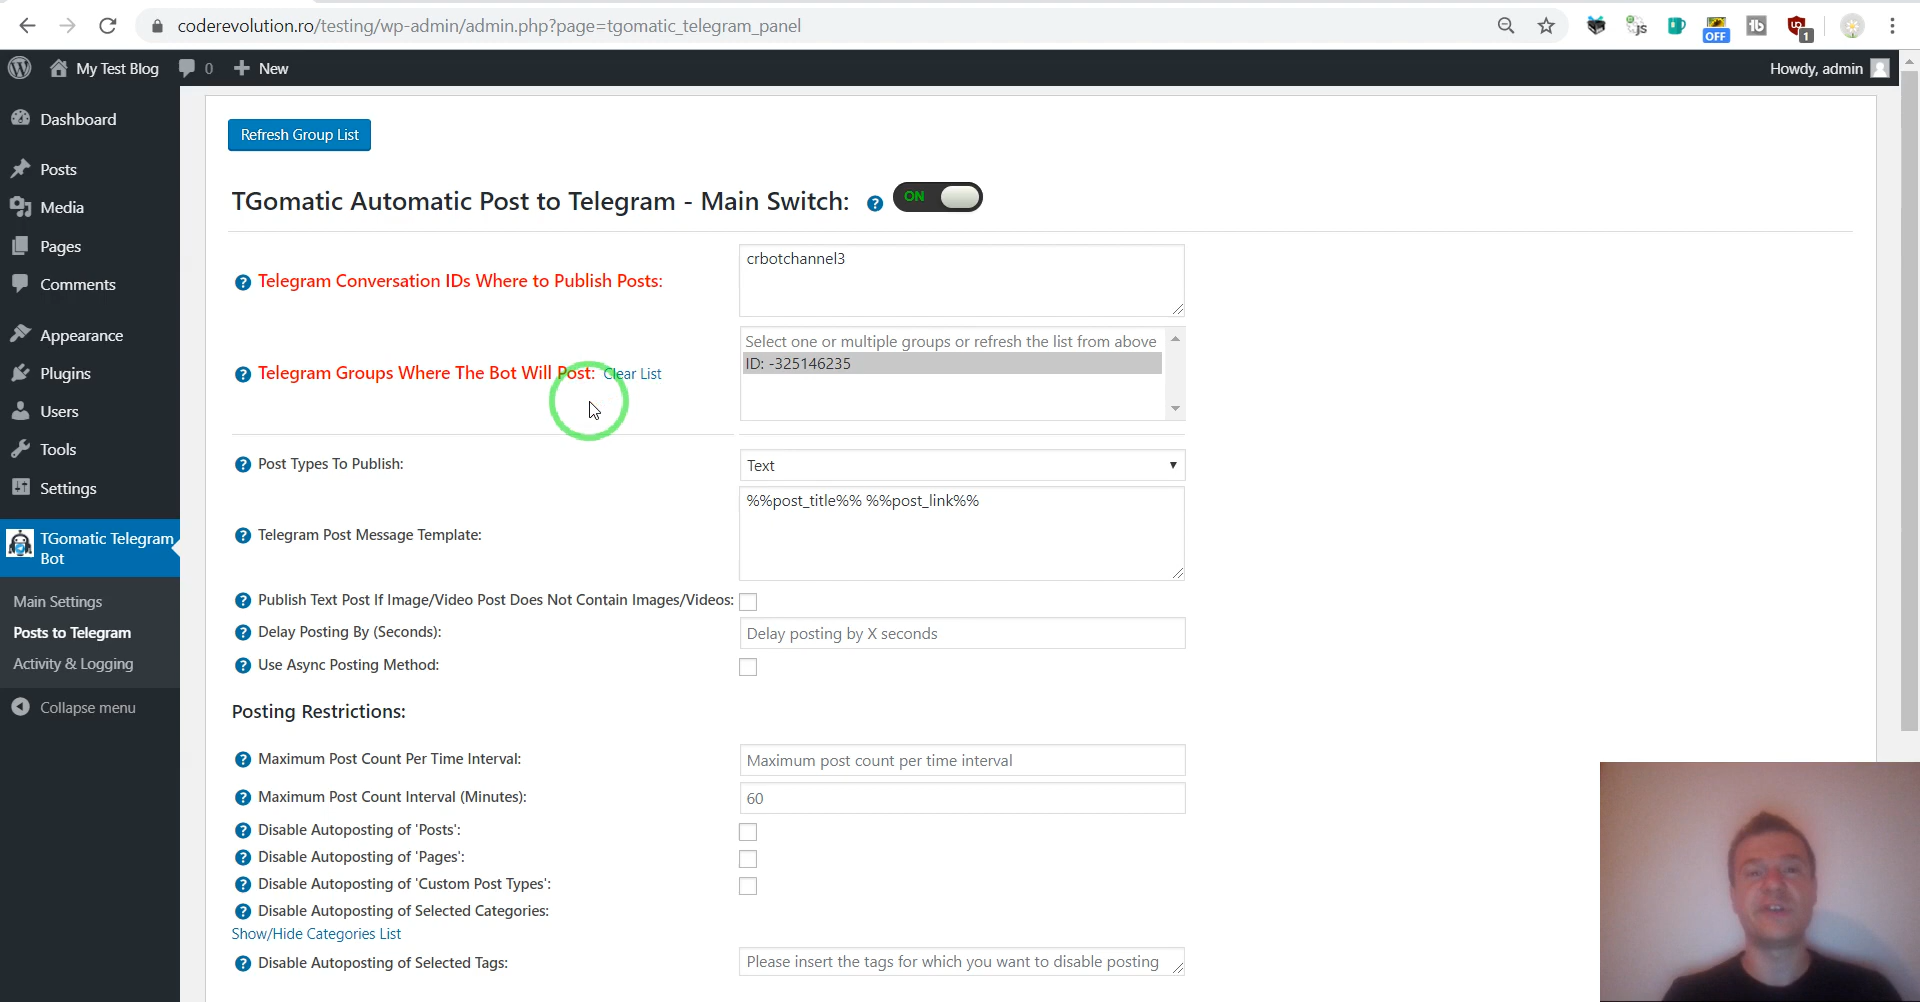 coderevolution.ro/testing/wp-admin/admin.php?page=tgomatic_telegram_panel
OFF
tb
1
My Test Blog
0
New
Howdy, admin
Dashboard
Posts
Media
Pages
Comments
Appearance
Plugins
Users
Tools
Settings
TGomatic Telegram
Bot
Main Settings
Posts to Telegram
Activity & Logging
Collapse menu
Refresh Group List
TGomatic Automatic Post to Telegram - Main Switch: ? ON
? Telegram Conversation IDs Where to Publish Posts:
crbotchannel3
? Telegram Groups Where The Bot Will Post: Clear List
Select one or multiple groups or refresh the list from above
ID: -325146235
? Post Types To Publish:
Text
? Telegram Post Message Template:
%%post_title%% %%post_link%%
? Publish Text Post If Image/Video Post Does Not Contain Images/Videos:
? Delay Posting By (Seconds):
Delay posting by X seconds
? Use Async Posting Method:
Posting Restrictions:
? Maximum Post Count Per Time Interval:
Maximum post count per time interval
? Maximum Post Count Interval (Minutes):
60
? Disable Autoposting of 'Posts':
? Disable Autoposting of 'Pages':
? Disable Autoposting of 'Custom Post Types':
? Disable Autoposting of Selected Categories:
Show/Hide Categories List
? Disable Autoposting of Selected Tags:
Please insert the tags for which you want to disable posting